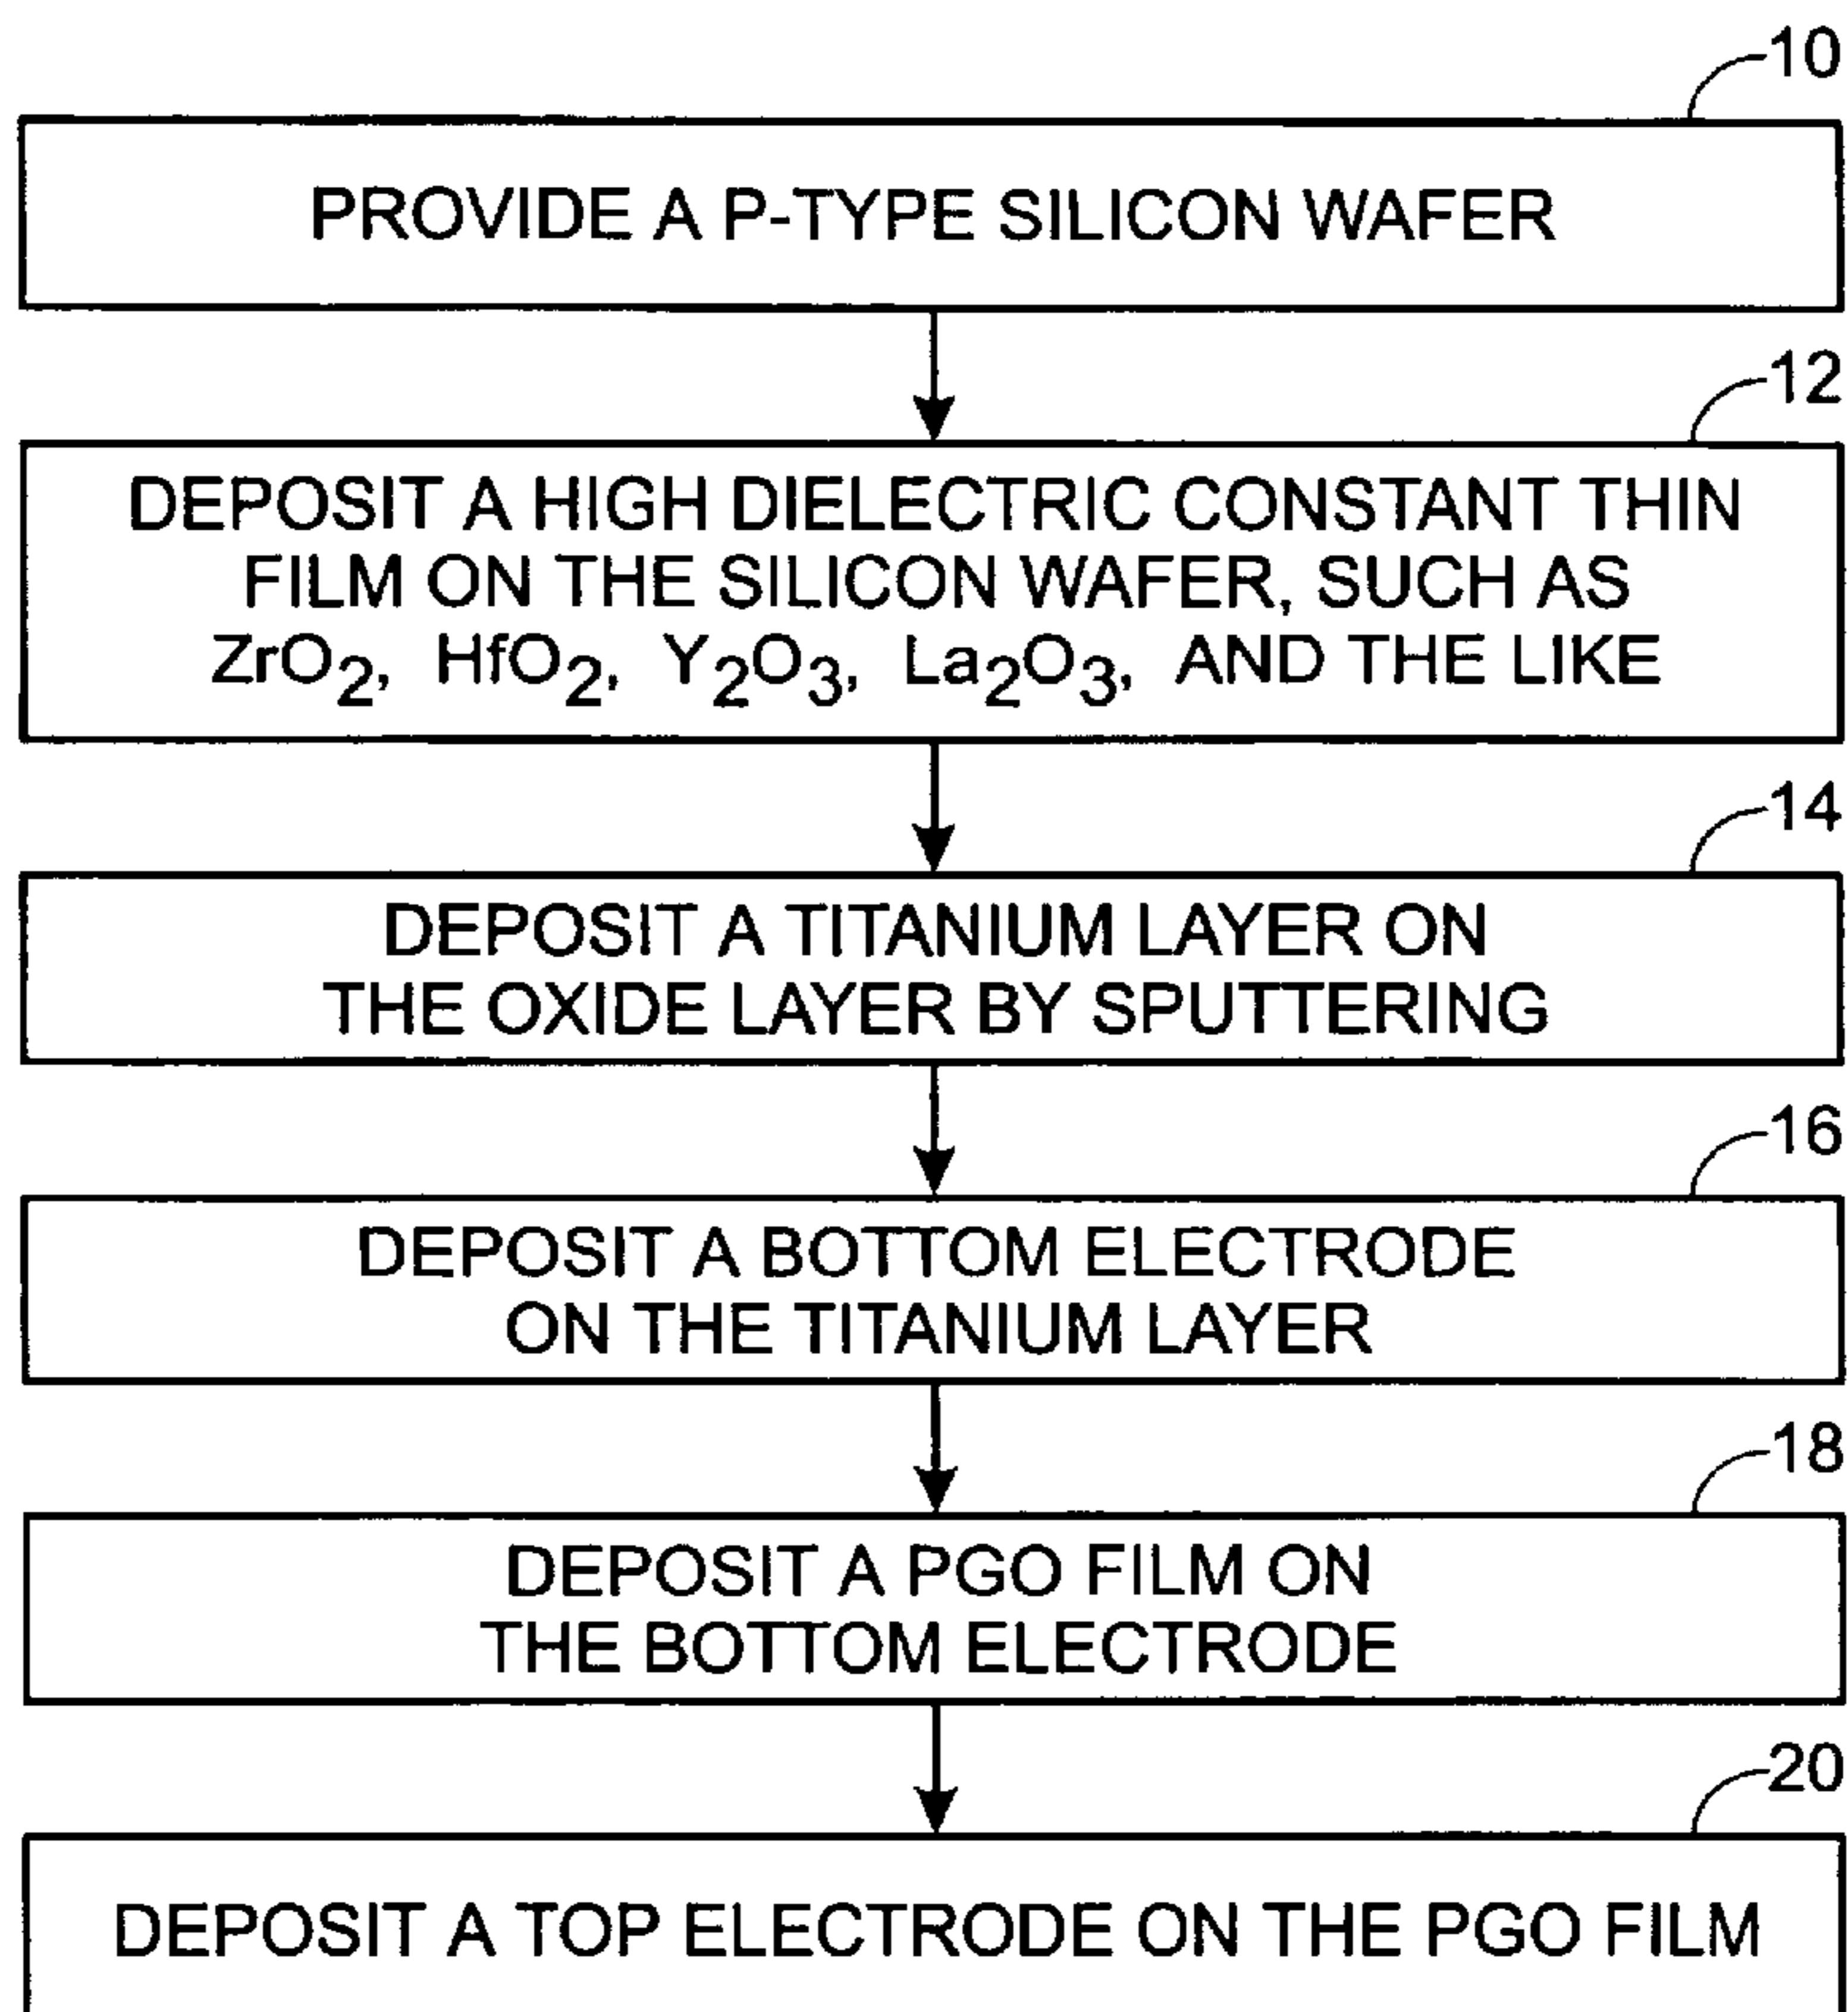 10
PROVIDE A P-TYPE SILICON WAFER
12
DEPOSIT A HIGH DIELECTRIC CONSTANT THIN
FILM ON THE SILICON WAFER, SUCH AS
ZrO₂, HfO₂, Y₂O₃, La₂O₃, AND THE LIKE
14
DEPOSIT A TITANIUM LAYER ON
THE OXIDE LAYER BY SPUTTERING
16
DEPOSIT A BOTTOM ELECTRODE
ON THE TITANIUM LAYER
18
DEPOSIT A PGO FILM ON
THE BOTTOM ELECTRODE
20
DEPOSIT A TOP ELECTRODE ON THE PGO FILM